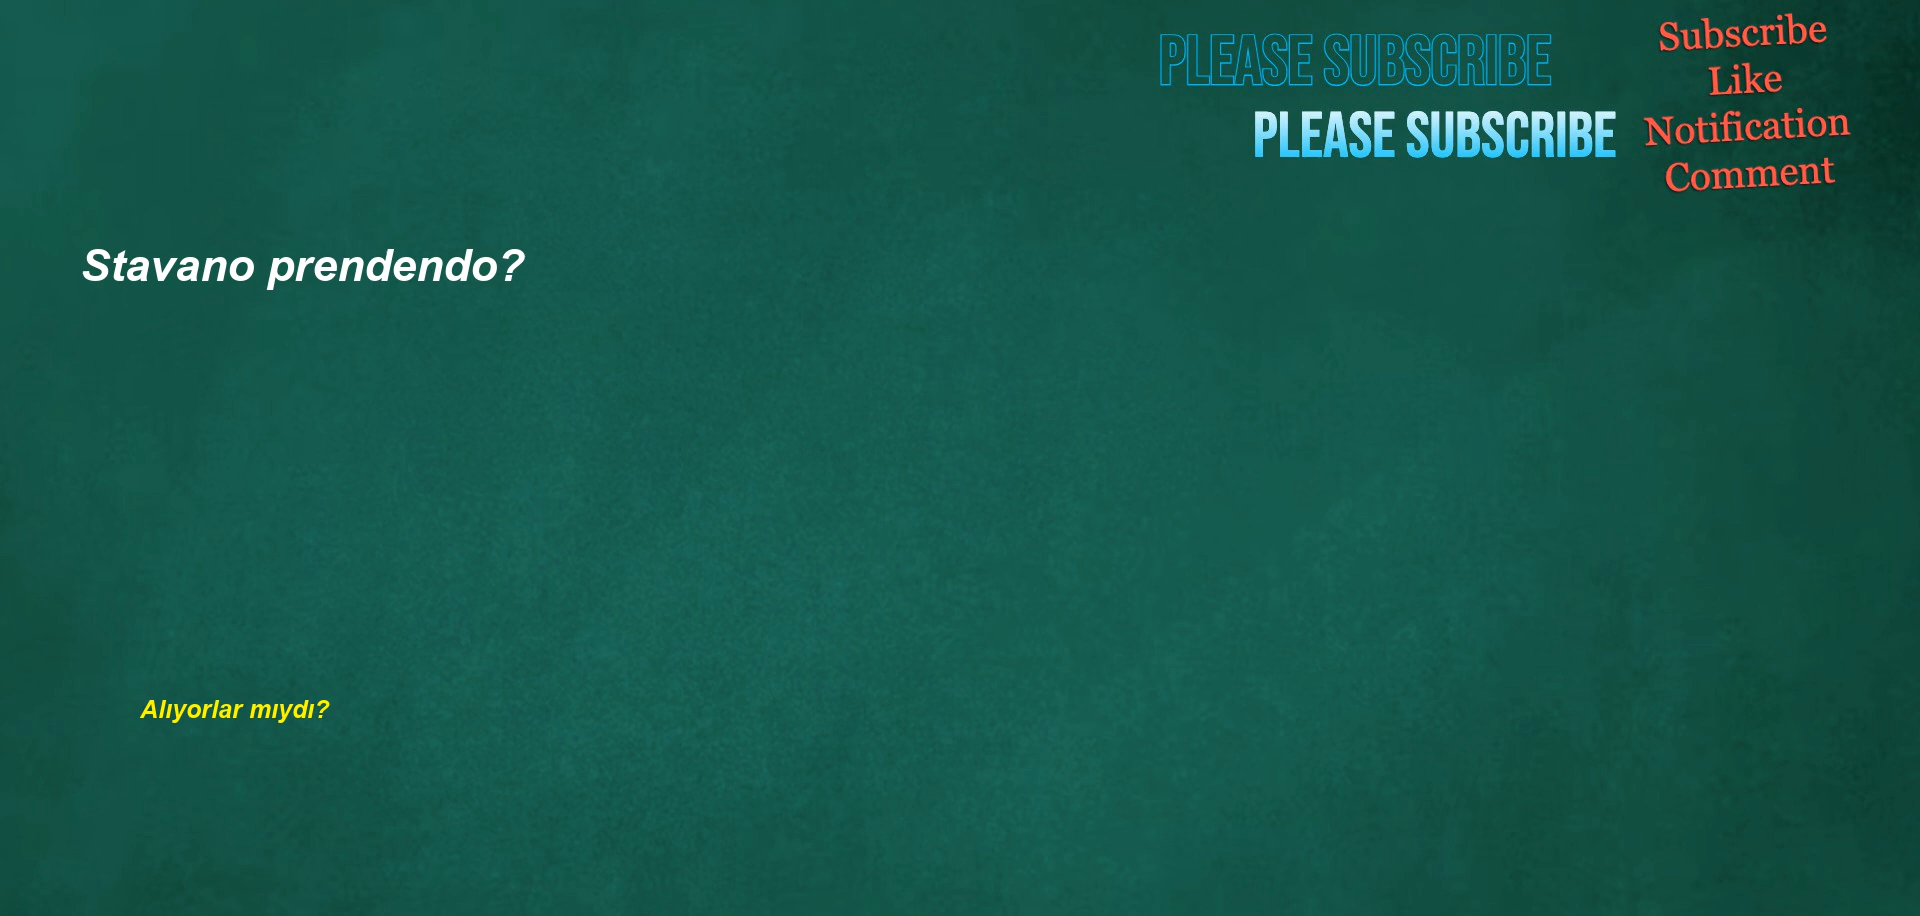 PLEASE SUBSCRIBE
PLEASE SUBSCRIBE
Subscribe
Like
Notification
Comment
Stavano prendendo?
Alıyorlar mıydı?